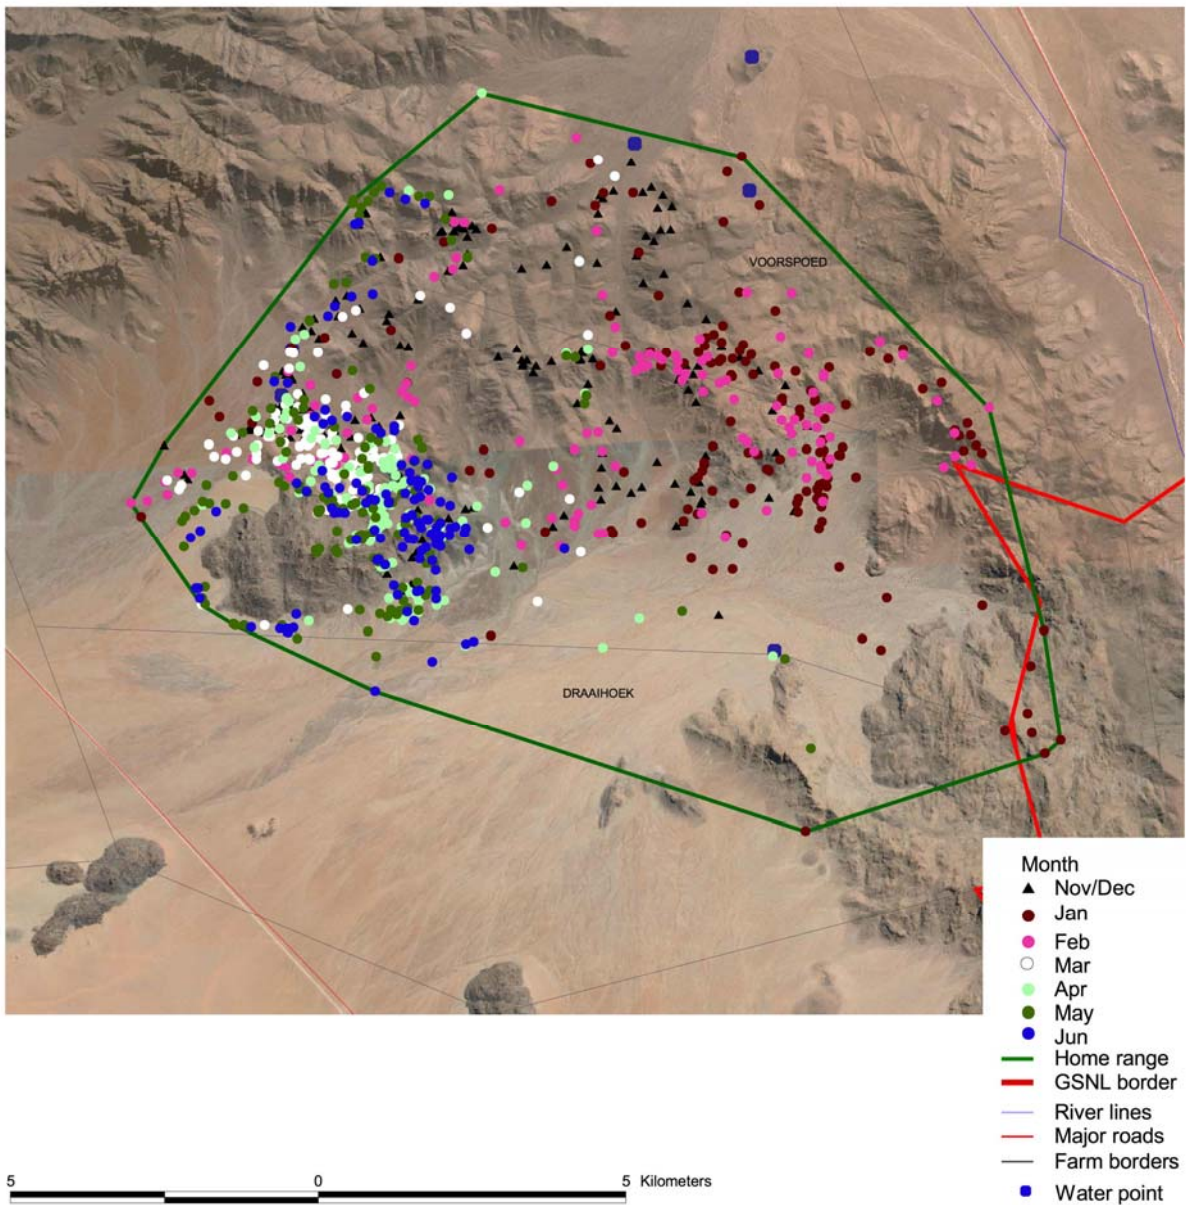 VOORSPOED
DRAAIHOEK
Month
Nov/Dec
Jan
Feb
Mar
Apr
May
Jun
Home range
GSNL border
River lines
Major roads
Farm borders
Water point
5 0 5 Kilometers